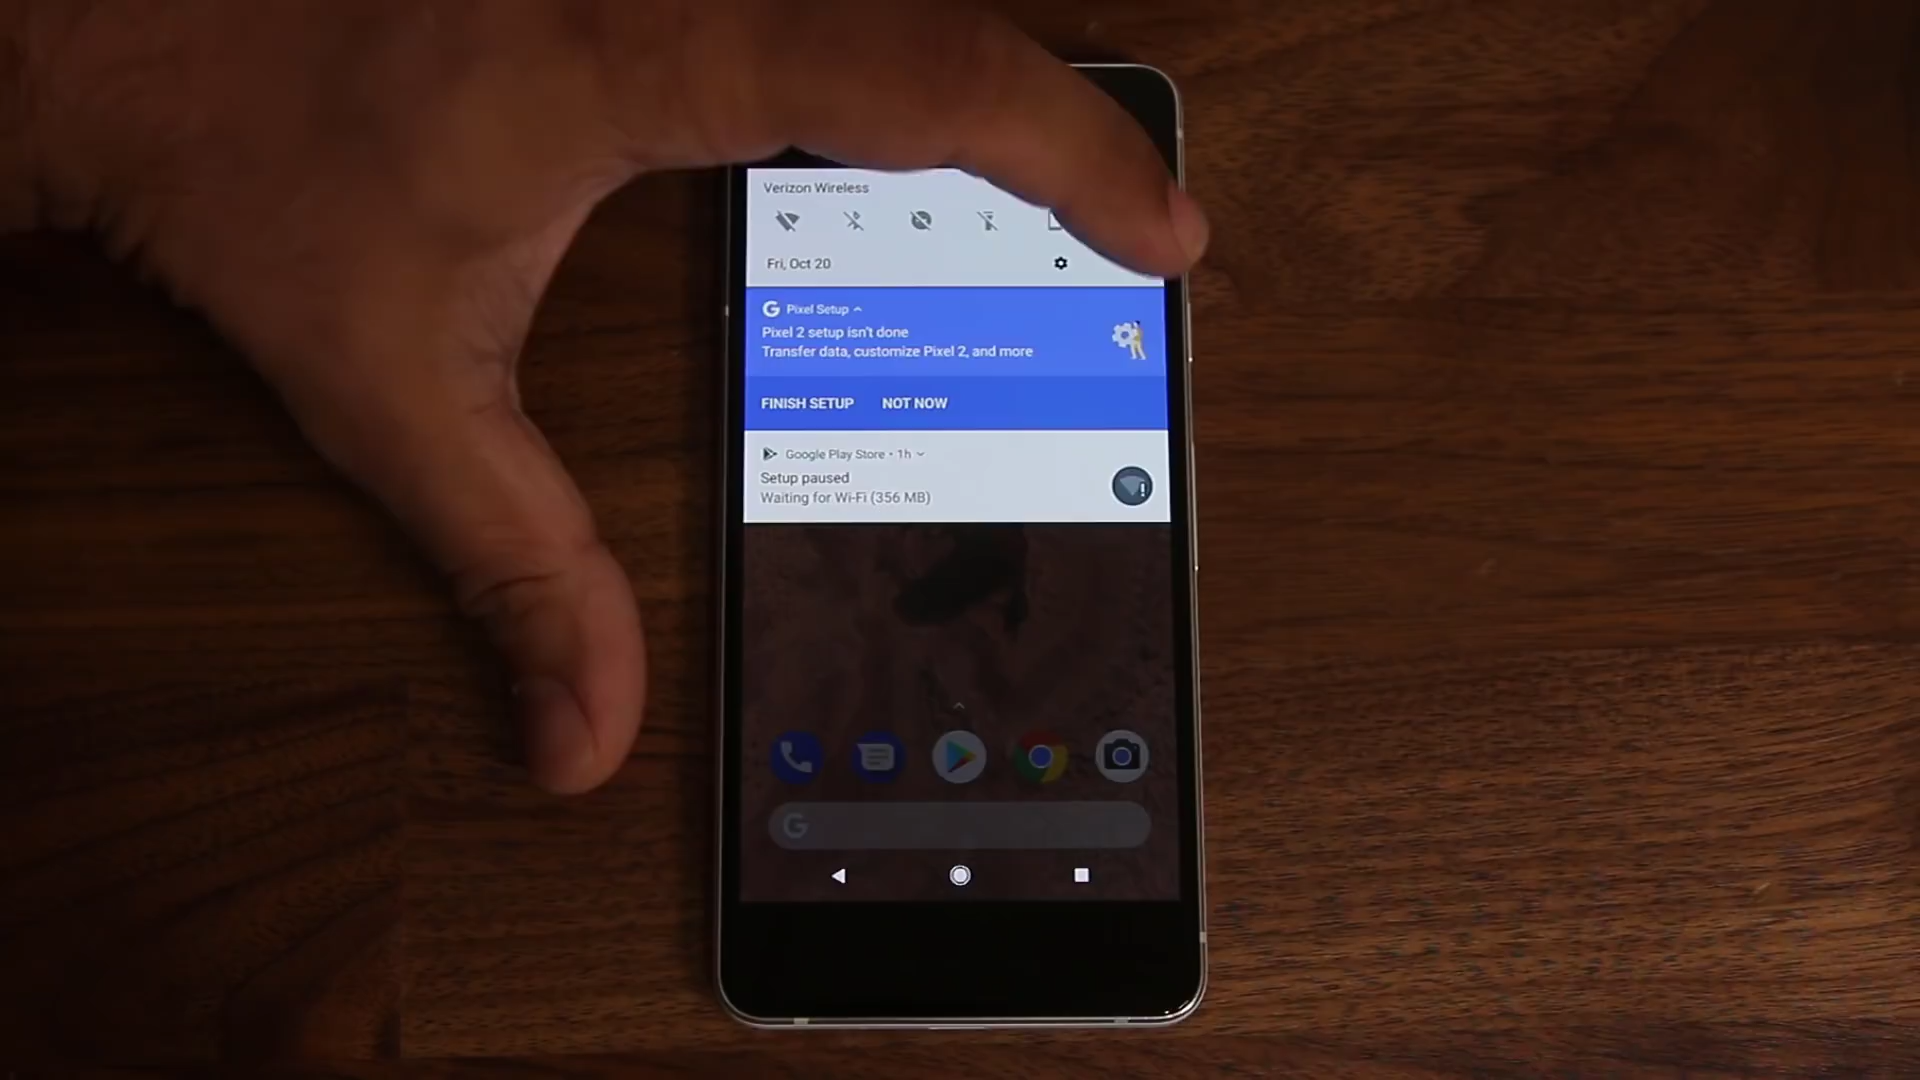 Verizon Wireless
Fri, Oct 20
G Pixel Setup
Pixel 2 setup isn't done
Transfer data, customize Pixel 2, and more
FINISH SETUP NOT NOW
Google Play Store • 1h
Setup paused
Waiting for Wi-Fi (356 MB)
G